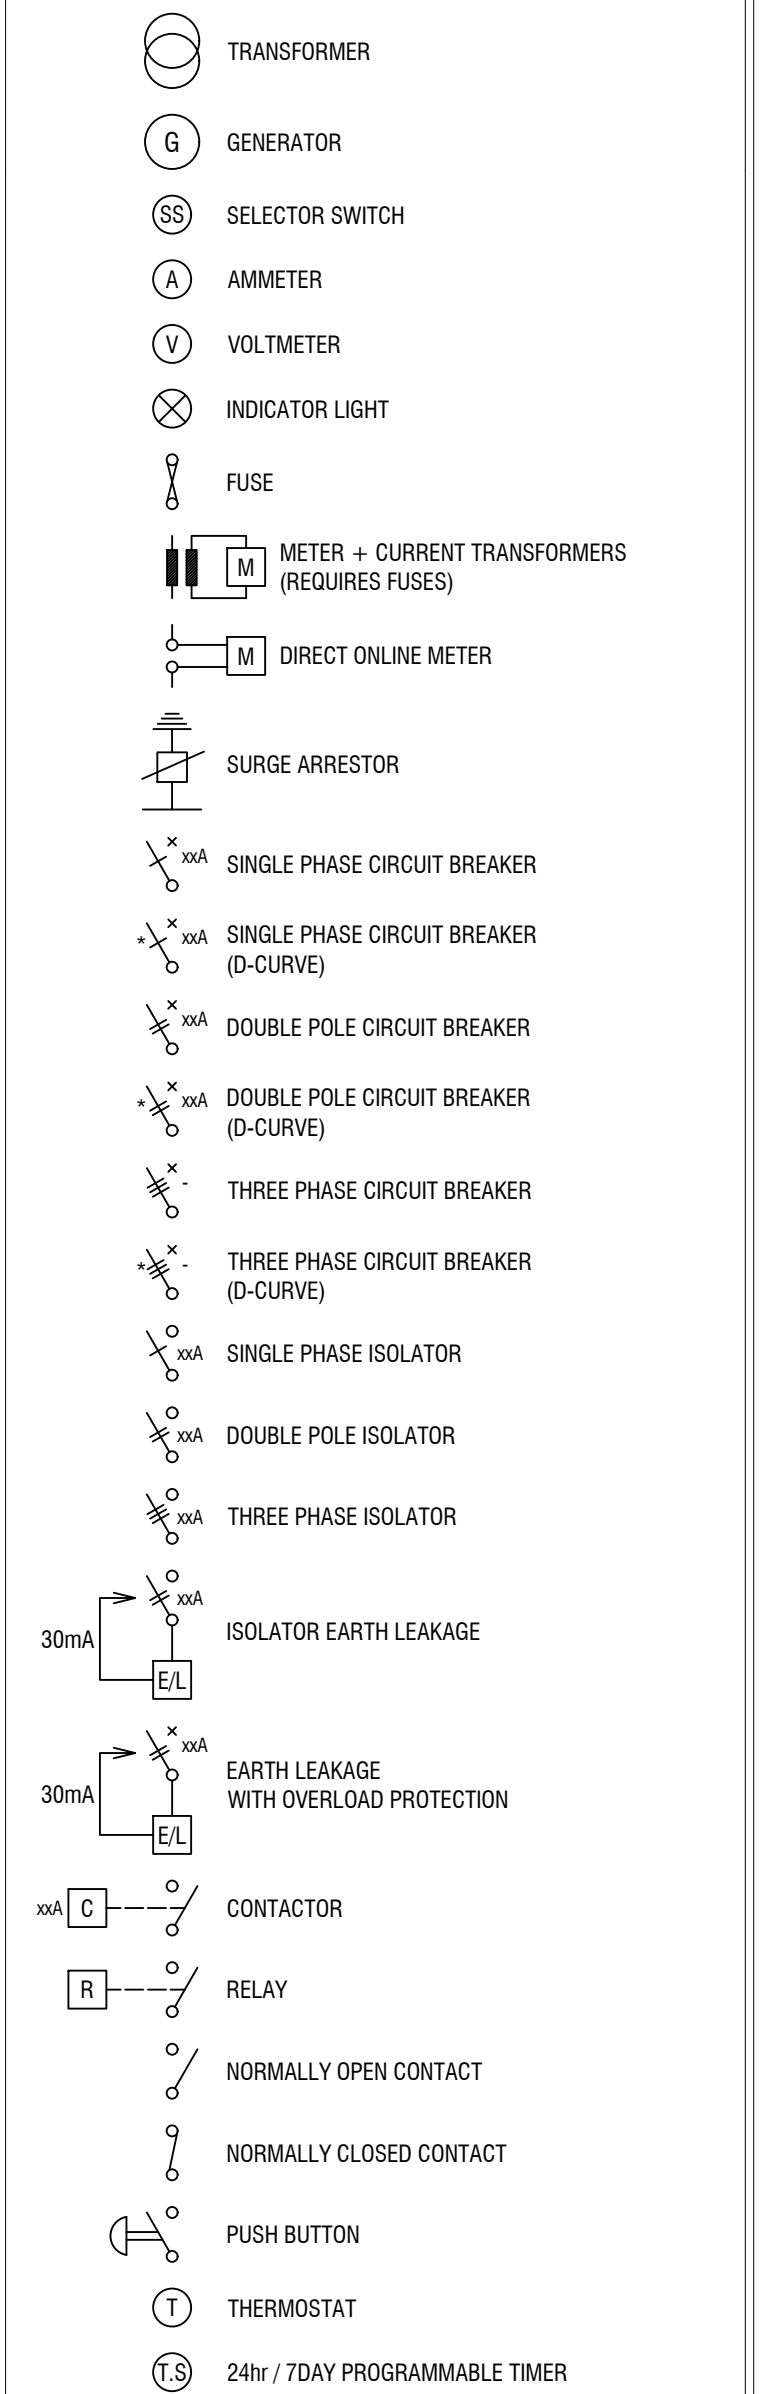 TRANSFORMER
G GENERATOR
SS SELECTOR SWITCH
A AMMETER
V VOLTMETER
INDICATOR LIGHT
FUSE
M METER + CURRENT TRANSFORMERS
(REQUIRES FUSES)
M DIRECT ONLINE METER
SURGE ARRESTOR
xxA SINGLE PHASE CIRCUIT BREAKER
* xxA SINGLE PHASE CIRCUIT BREAKER
(D-CURVE)
xxA DOUBLE POLE CIRCUIT BREAKER
* xxA DOUBLE POLE CIRCUIT BREAKER
(D-CURVE)
- THREE PHASE CIRCUIT BREAKER
* - THREE PHASE CIRCUIT BREAKER
(D-CURVE)
xxA SINGLE PHASE ISOLATOR
xxA DOUBLE POLE ISOLATOR
xxA THREE PHASE ISOLATOR
xxA
30mA ISOLATOR EARTH LEAKAGE
E/L
xxA
EARTH LEAKAGE
30mA WITH OVERLOAD PROTECTION
E/L
xxA C CONTACTOR
R RELAY
NORMALLY OPEN CONTACT
NORMALLY CLOSED CONTACT
PUSH BUTTON
T THERMOSTAT
T.S 24hr / 7DAY PROGRAMMABLE TIMER